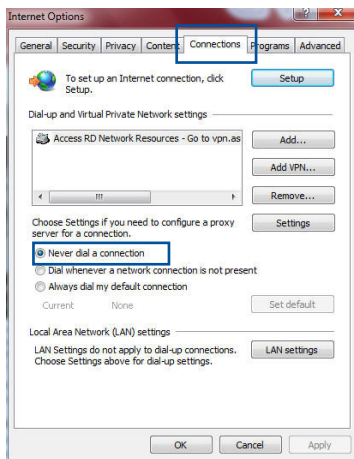 Internet Options
General Security Privacy Content Connections Programs Advanced
To set up an Internet connection, click
Setup.
Setup
Dial-up and Virtual Private Network settings
Access RD Network Resources - Go to vpn.as
Add...
Add VPN...
Remove...
Choose Settings if you need to configure a proxy
server for a connection.
Settings
Never dial a connection
Dial whenever a network connection is not present
Always dial my default connection
Current None
Set default
Local Area Network (LAN) settings
LAN Settings do not apply to dial-up connections.
Choose Settings above for dial-up settings.
LAN settings
OK Cancel Apply